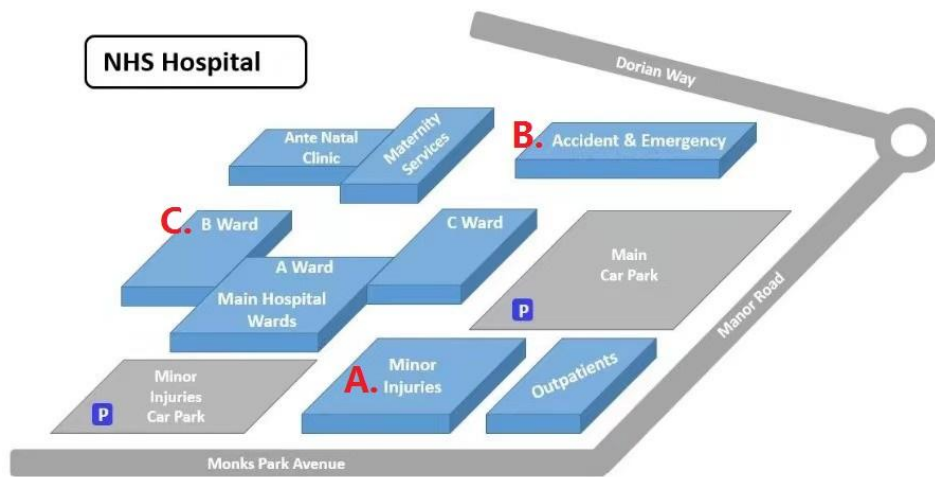 NHS Hospital
Dorian Way
Ante Natal
Clinic
Maternity
Services
B.
Accident & Emergency
C.
B Ward
C Ward
A Ward
Main Hospital
Wards
Main
Car Park
P
Manor Road
A.
Minor
Injuries
Outpatients
Minor
Injuries
Car Park
P
Monks Park Avenue